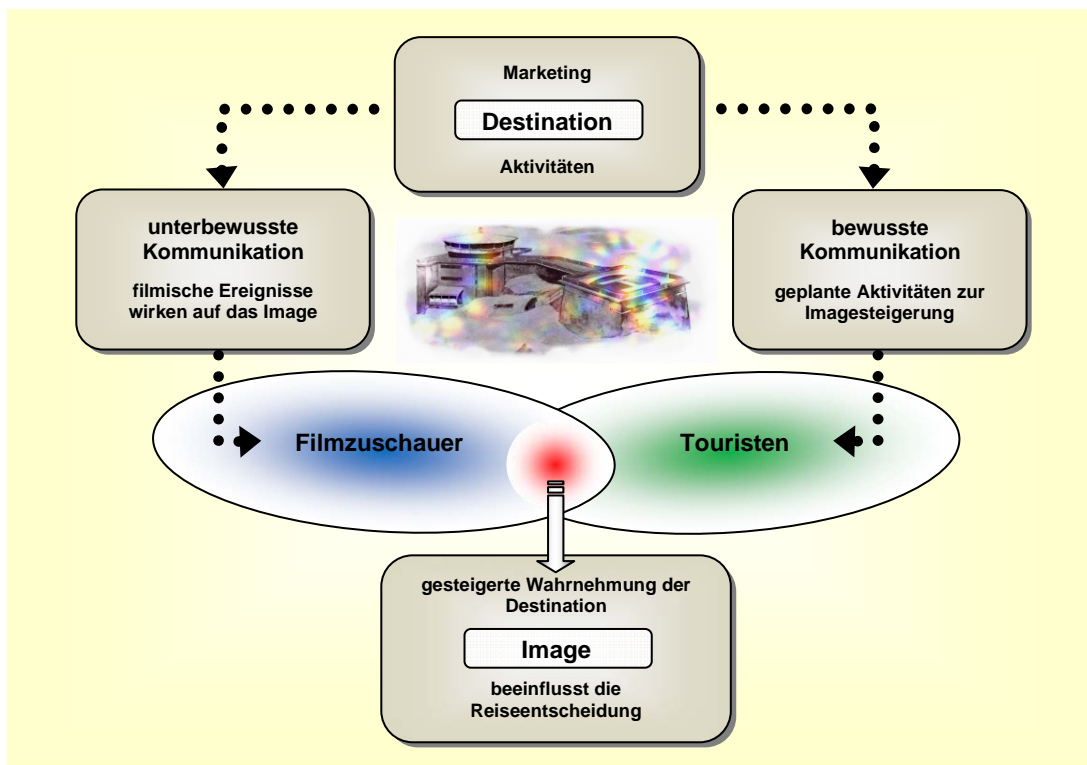 Marketing
Destination
Aktivitäten
unterbewusste
Kommunikation
filmische Ereignisse
wirken auf das Image
bewusste
Kommunikation
geplante Aktivitäten zur
Imagesteigerung
Filmzuschauer
Touristen
gesteigerte Wahrnehmung der
Destination
Image
beeinflusst die
Reiseentscheidung